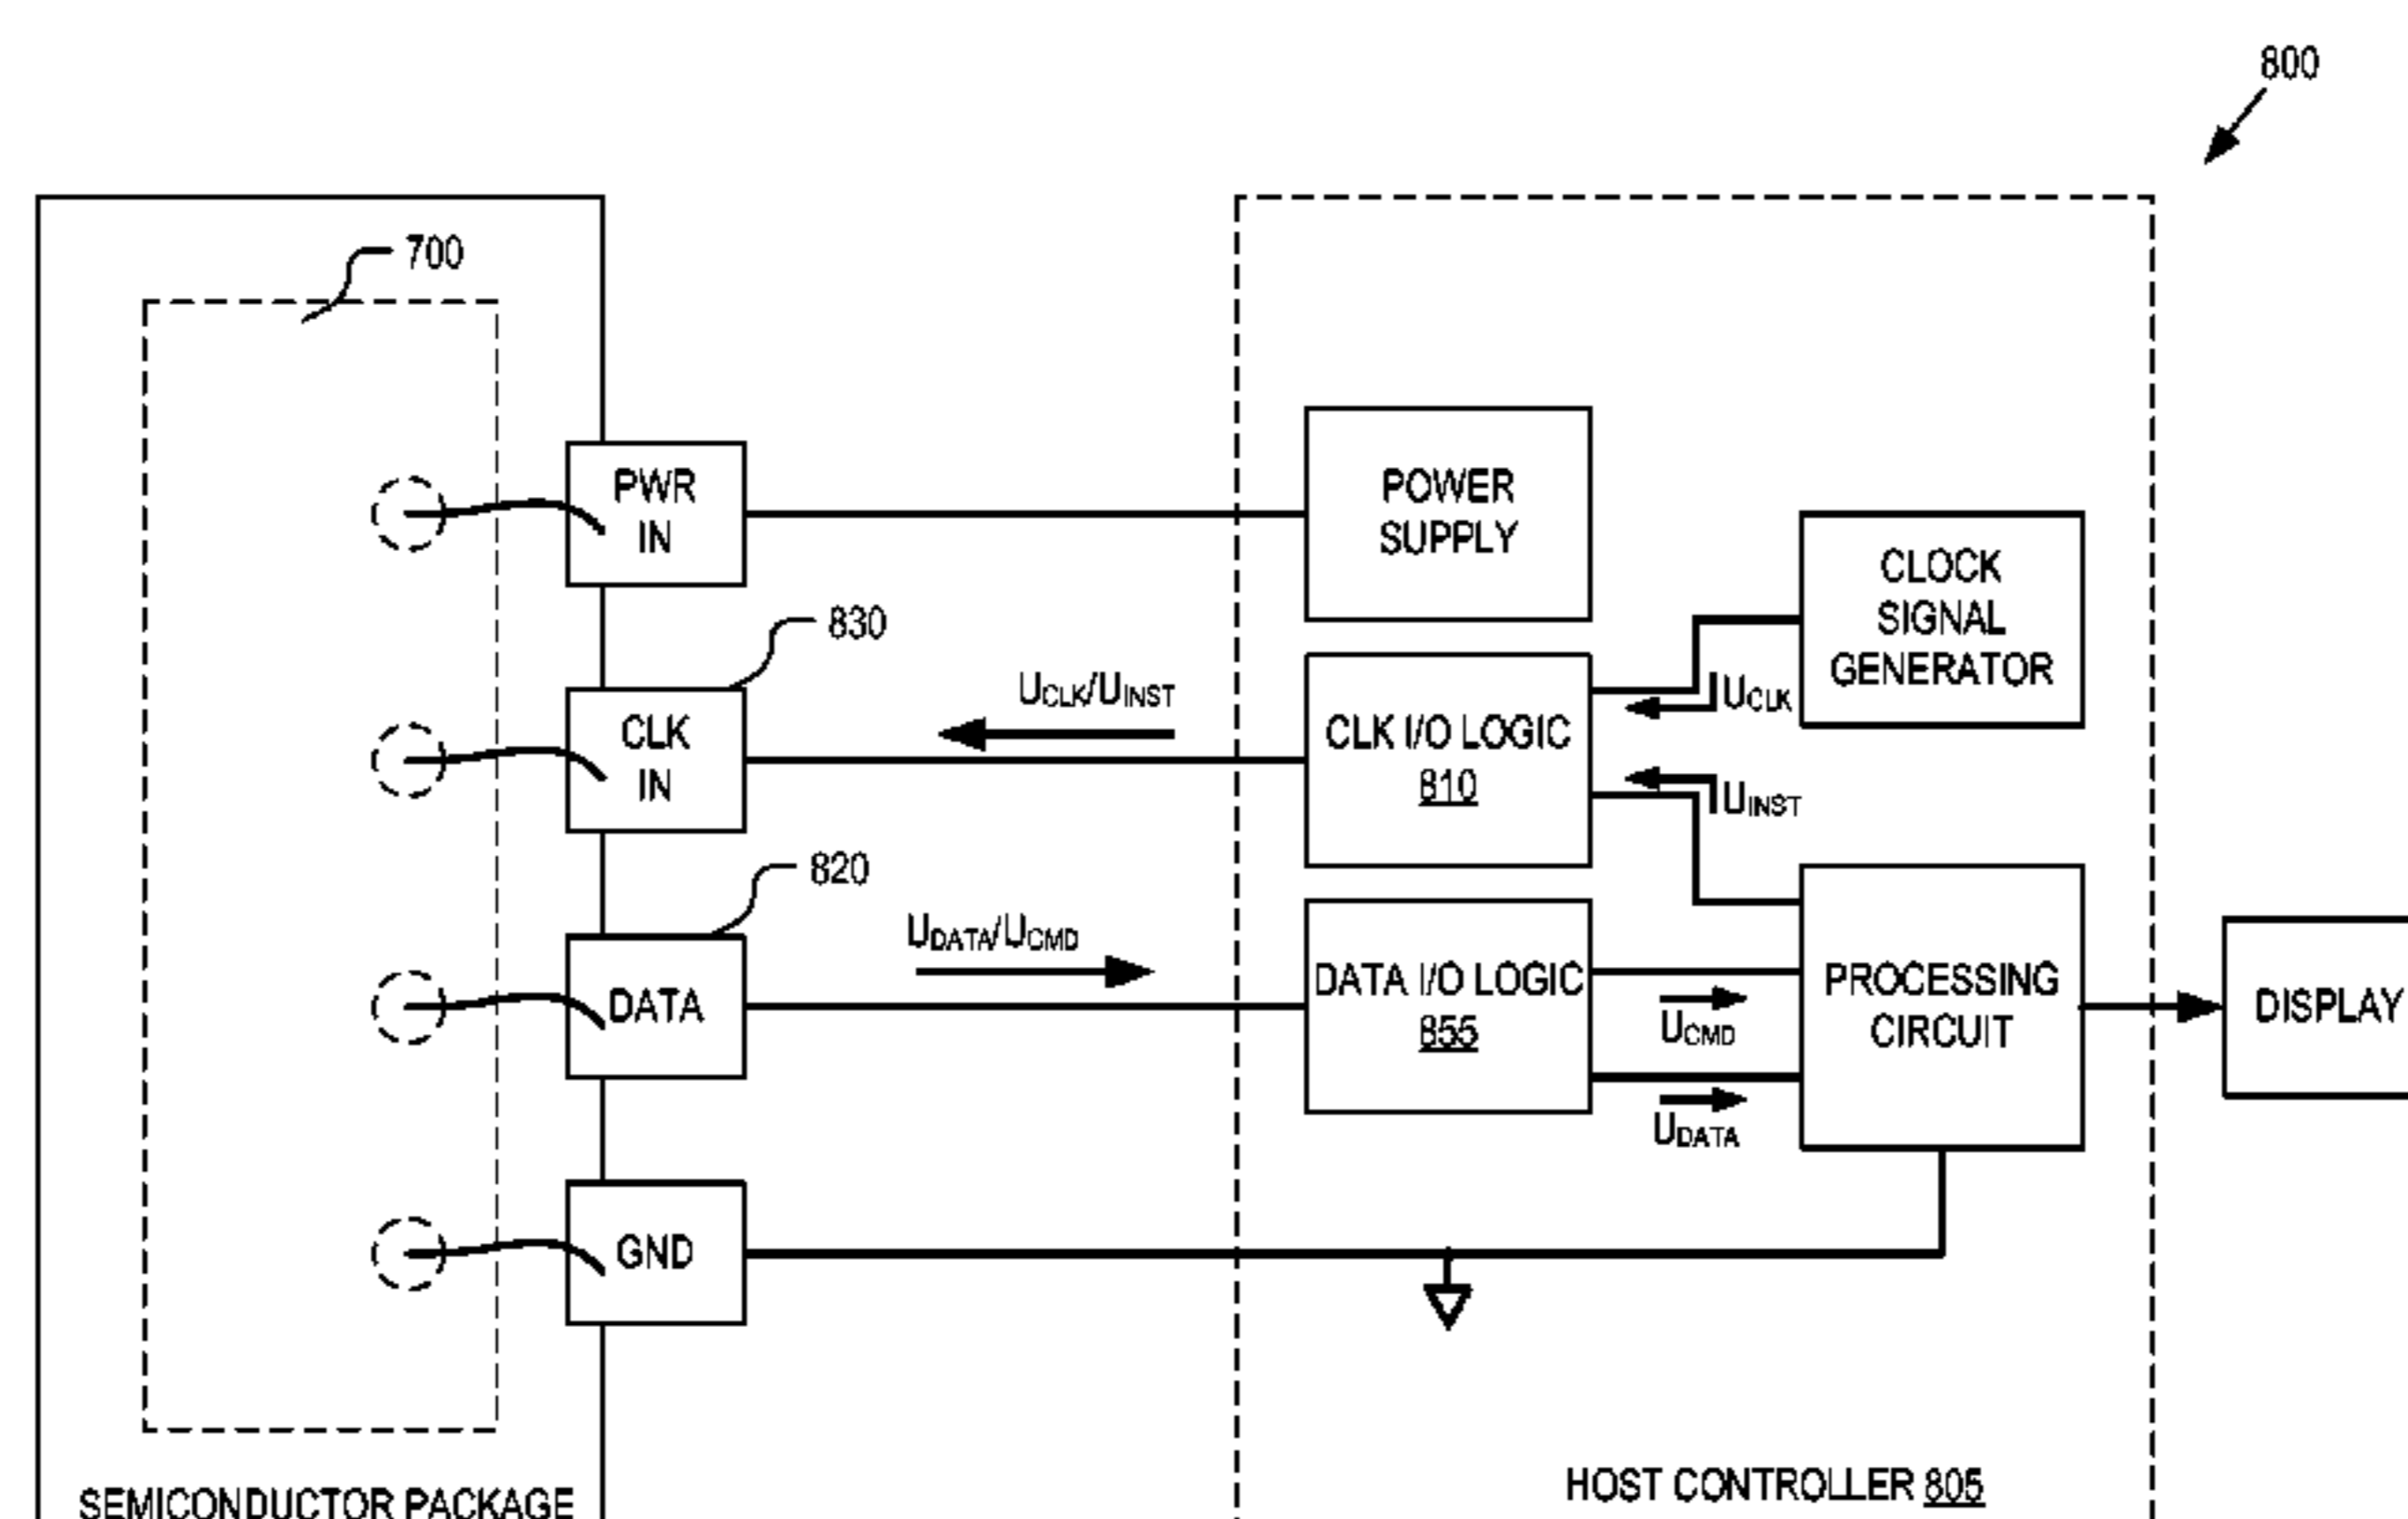 800
700
PWR
IN
POWER
SUPPLY
CLOCK
SIGNAL
GENERATOR
830
UCLK/UINST
CLK
IN
CLK I/O LOGIC
810
UCLK
UINST
820
UDATA/UCMD
DATA
DATA I/O LOGIC
855
UCMD
UDATA
PROCESSING
CIRCUIT
DISPLAY
GND
SEMICONDUCTOR PACKAGE
HOST CONTROLLER 805